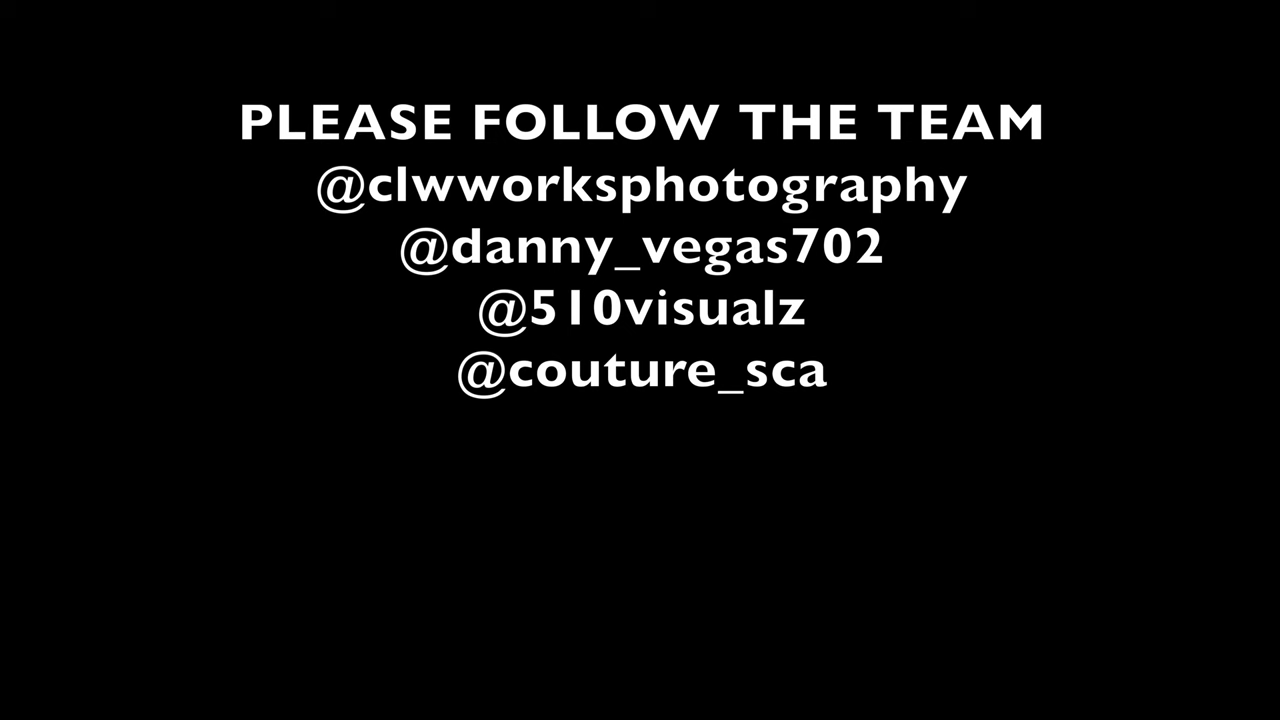 PLEASE FOLLOW THE TEAM
@clwworksphotography
@danny_vegas702
@510visualz
@couture_sca